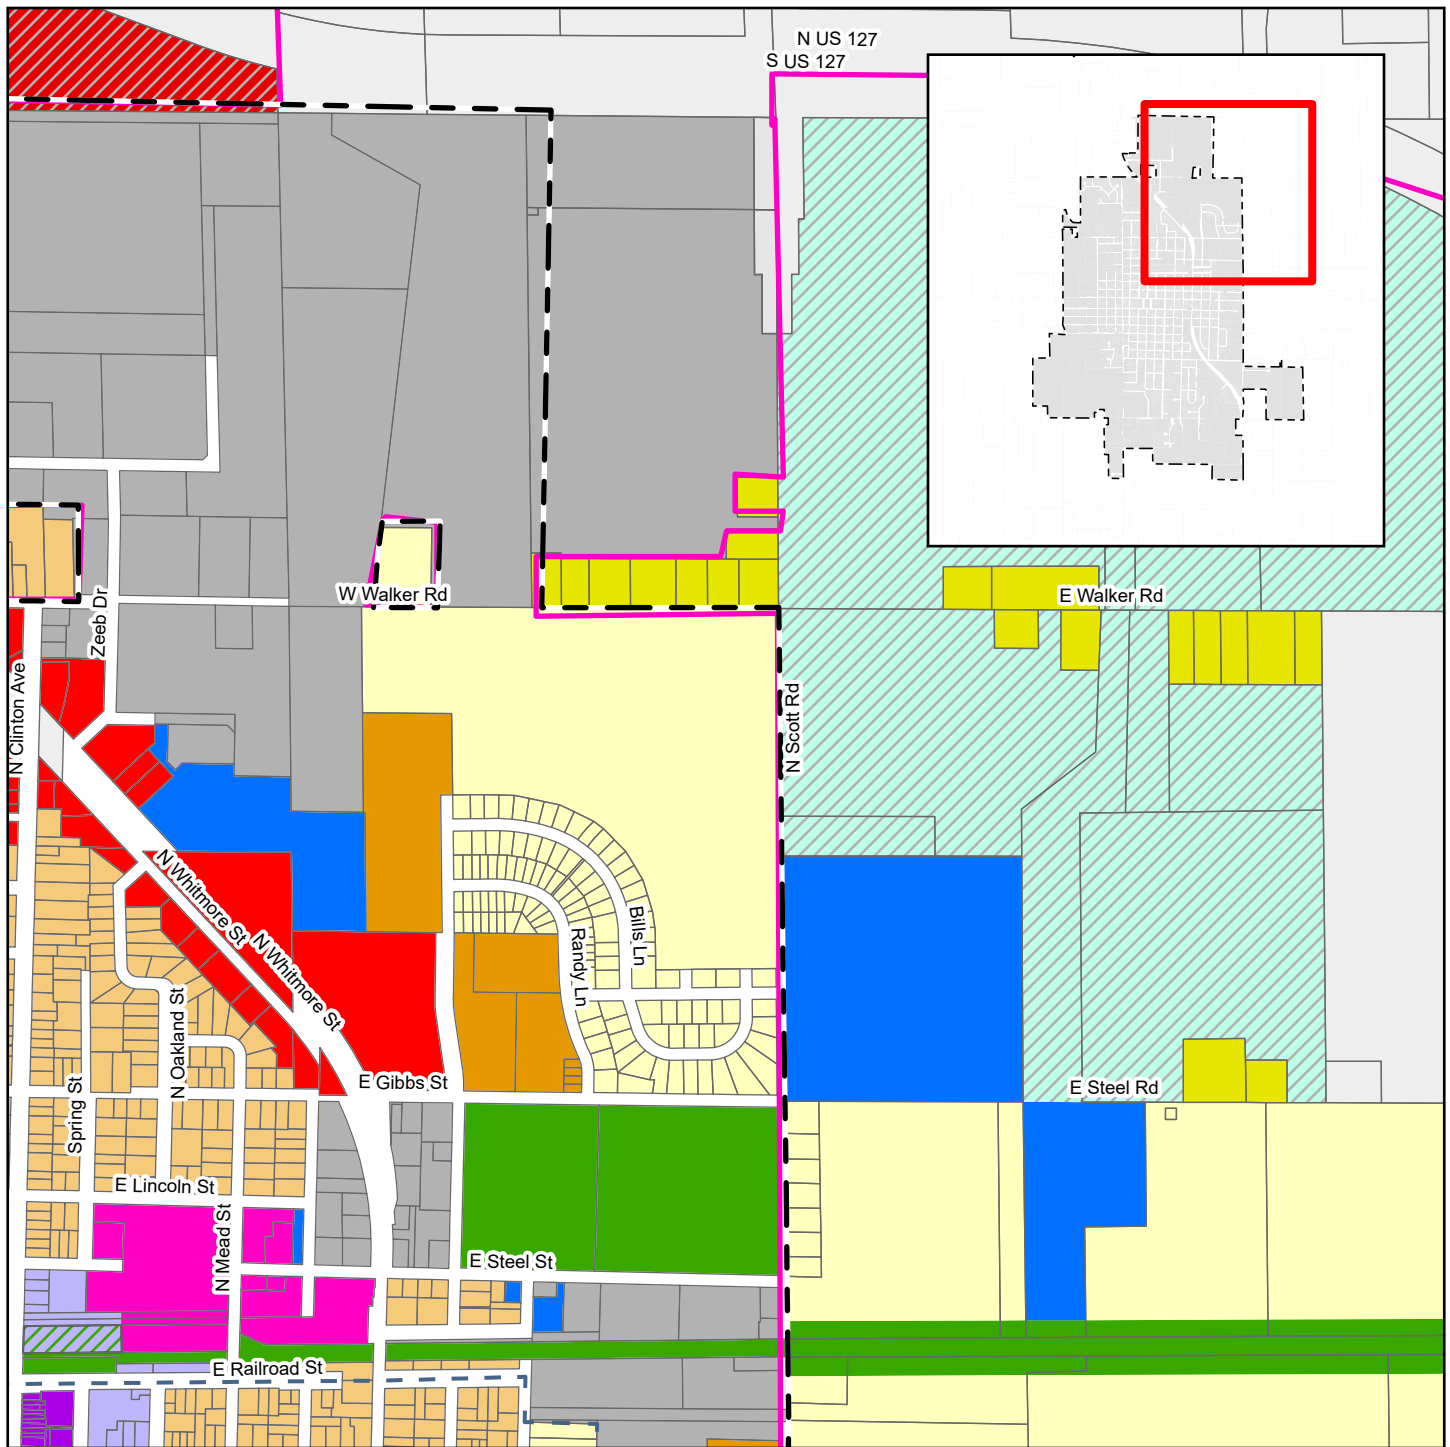 N US 127
S US 127
W Walker Rd
E Walker Rd
Zeeb Dr
N Clinton Ave
N Scott Rd
N Whitmore St
N Whitmore St
Bills Ln
Randy Ln
N Oakland St
E Gibbs St
E Steel Rd
Spring St
E Lincoln St
N Mead St
E Steel St
E Railroad St